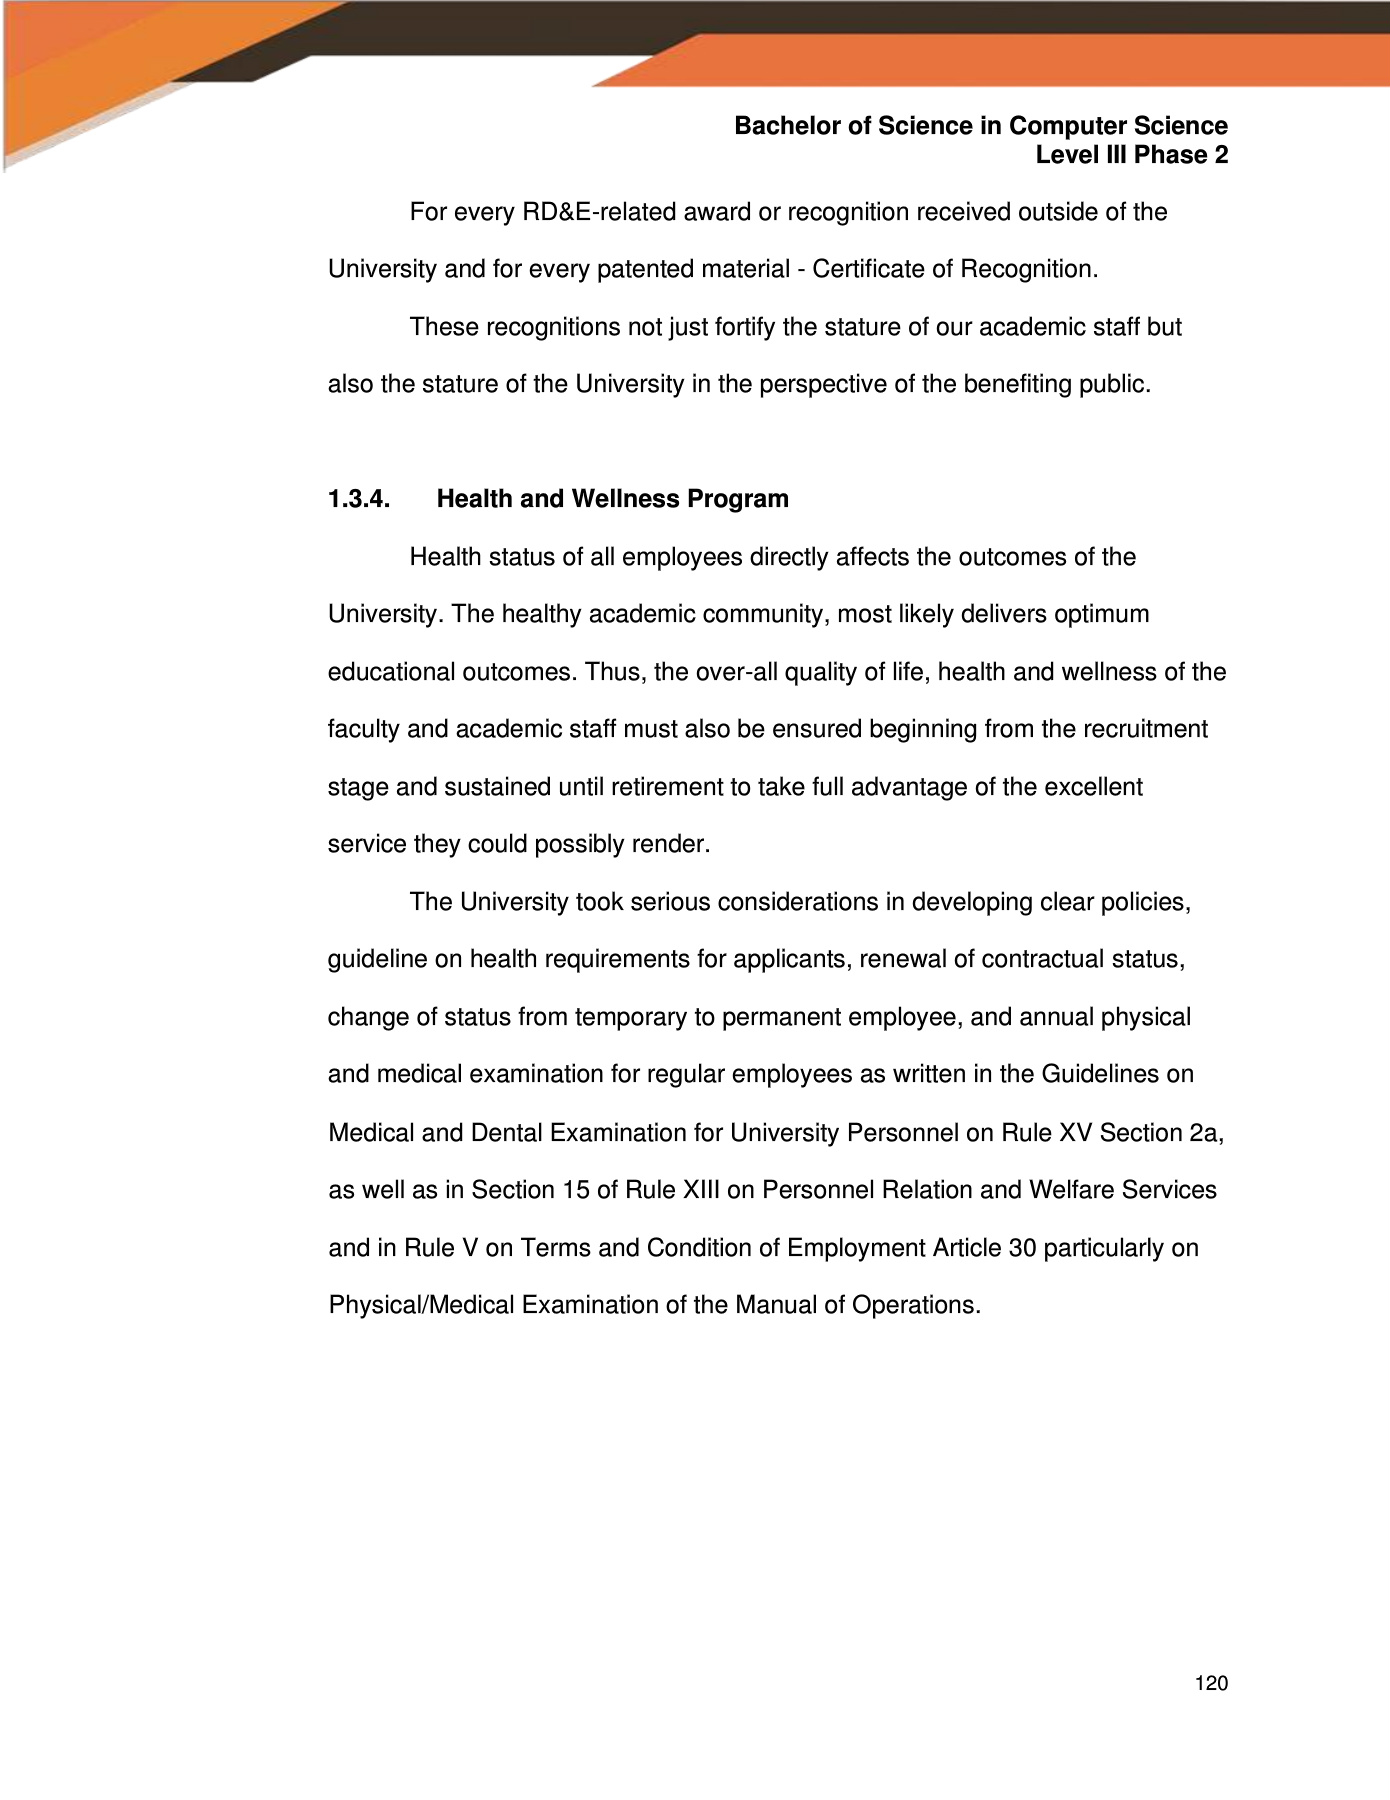 Bachelor of Science in Computer Science
Level III Phase 2
For every RD&E-related award or recognition received outside of the
University and for every patented material - Certificate of Recognition.
These recognitions not just fortify the stature of our academic staff but
also the stature of the University in the perspective of the benefiting public.
1.3.4. Health and Wellness Program
Health status of all employees directly affects the outcomes of the
University. The healthy academic community, most likely delivers optimum
educational outcomes. Thus, the over-all quality of life, health and wellness of the
faculty and academic staff must also be ensured beginning from the recruitment
stage and sustained until retirement to take full advantage of the excellent
service they could possibly render.
The University took serious considerations in developing clear policies,
guideline on health requirements for applicants, renewal of contractual status,
change of status from temporary to permanent employee, and annual physical
and medical examination for regular employees as written in the Guidelines on
Medical and Dental Examination for University Personnel on Rule XV Section 2a,
as well as in Section 15 of Rule XIII on Personnel Relation and Welfare Services
and in Rule V on Terms and Condition of Employment Article 30 particularly on
Physical/Medical Examination of the Manual of Operations.
120